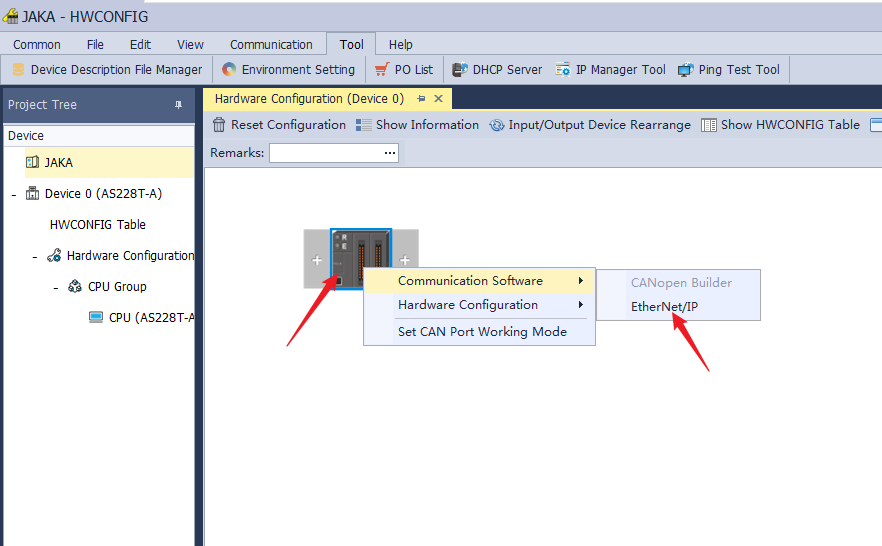 JAKA - HWCONFIG
Common File Edit View Communication Tool Help
Device Description File Manager Environment Setting PO List DHCP Server IP Manager Tool Ping Test Tool
Project Tree
Hardware Configuration (Device 0)
Device
Reset Configuration Show Information Input/Output Device Rearrange Show HWCONFIG Table
Remarks: ...
JAKA
Device 0 (AS228T-A)
HWCONFIG Table
Hardware Configuration
CPU Group
CPU (AS228T-A
R
E
Communication Software
Hardware Configuration
Set CAN Port Working Mode
CANopen Builder
EtherNet/IP